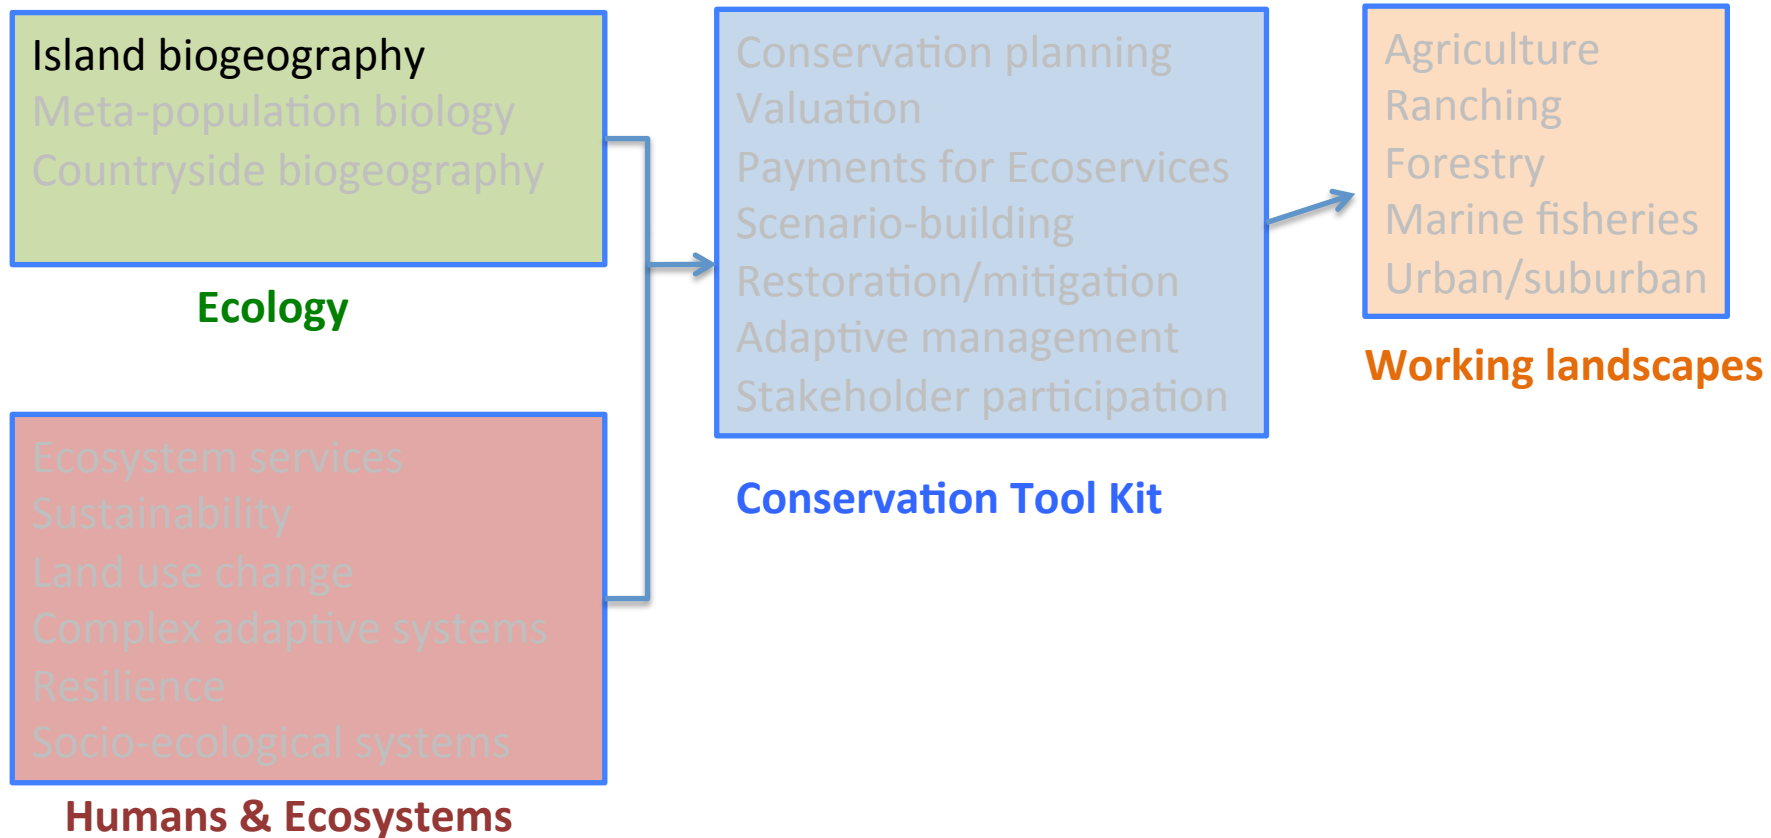 Island biogeography
Meta-population biology
Countryside biogeography
Ecology
Ecosystem services
Sustainability
Land use change
Complex adaptive systems
Resilience
Socio-ecological systems
Humans & Ecosystems
Conservation planning
Valuation
Payments for Ecoservices
Scenario-building
Restoration/mitigation
Adaptive management
Stakeholder participation
Conservation Tool Kit
Agriculture
Ranching
Forestry
Marine fisheries
Urban/suburban
Working landscapes